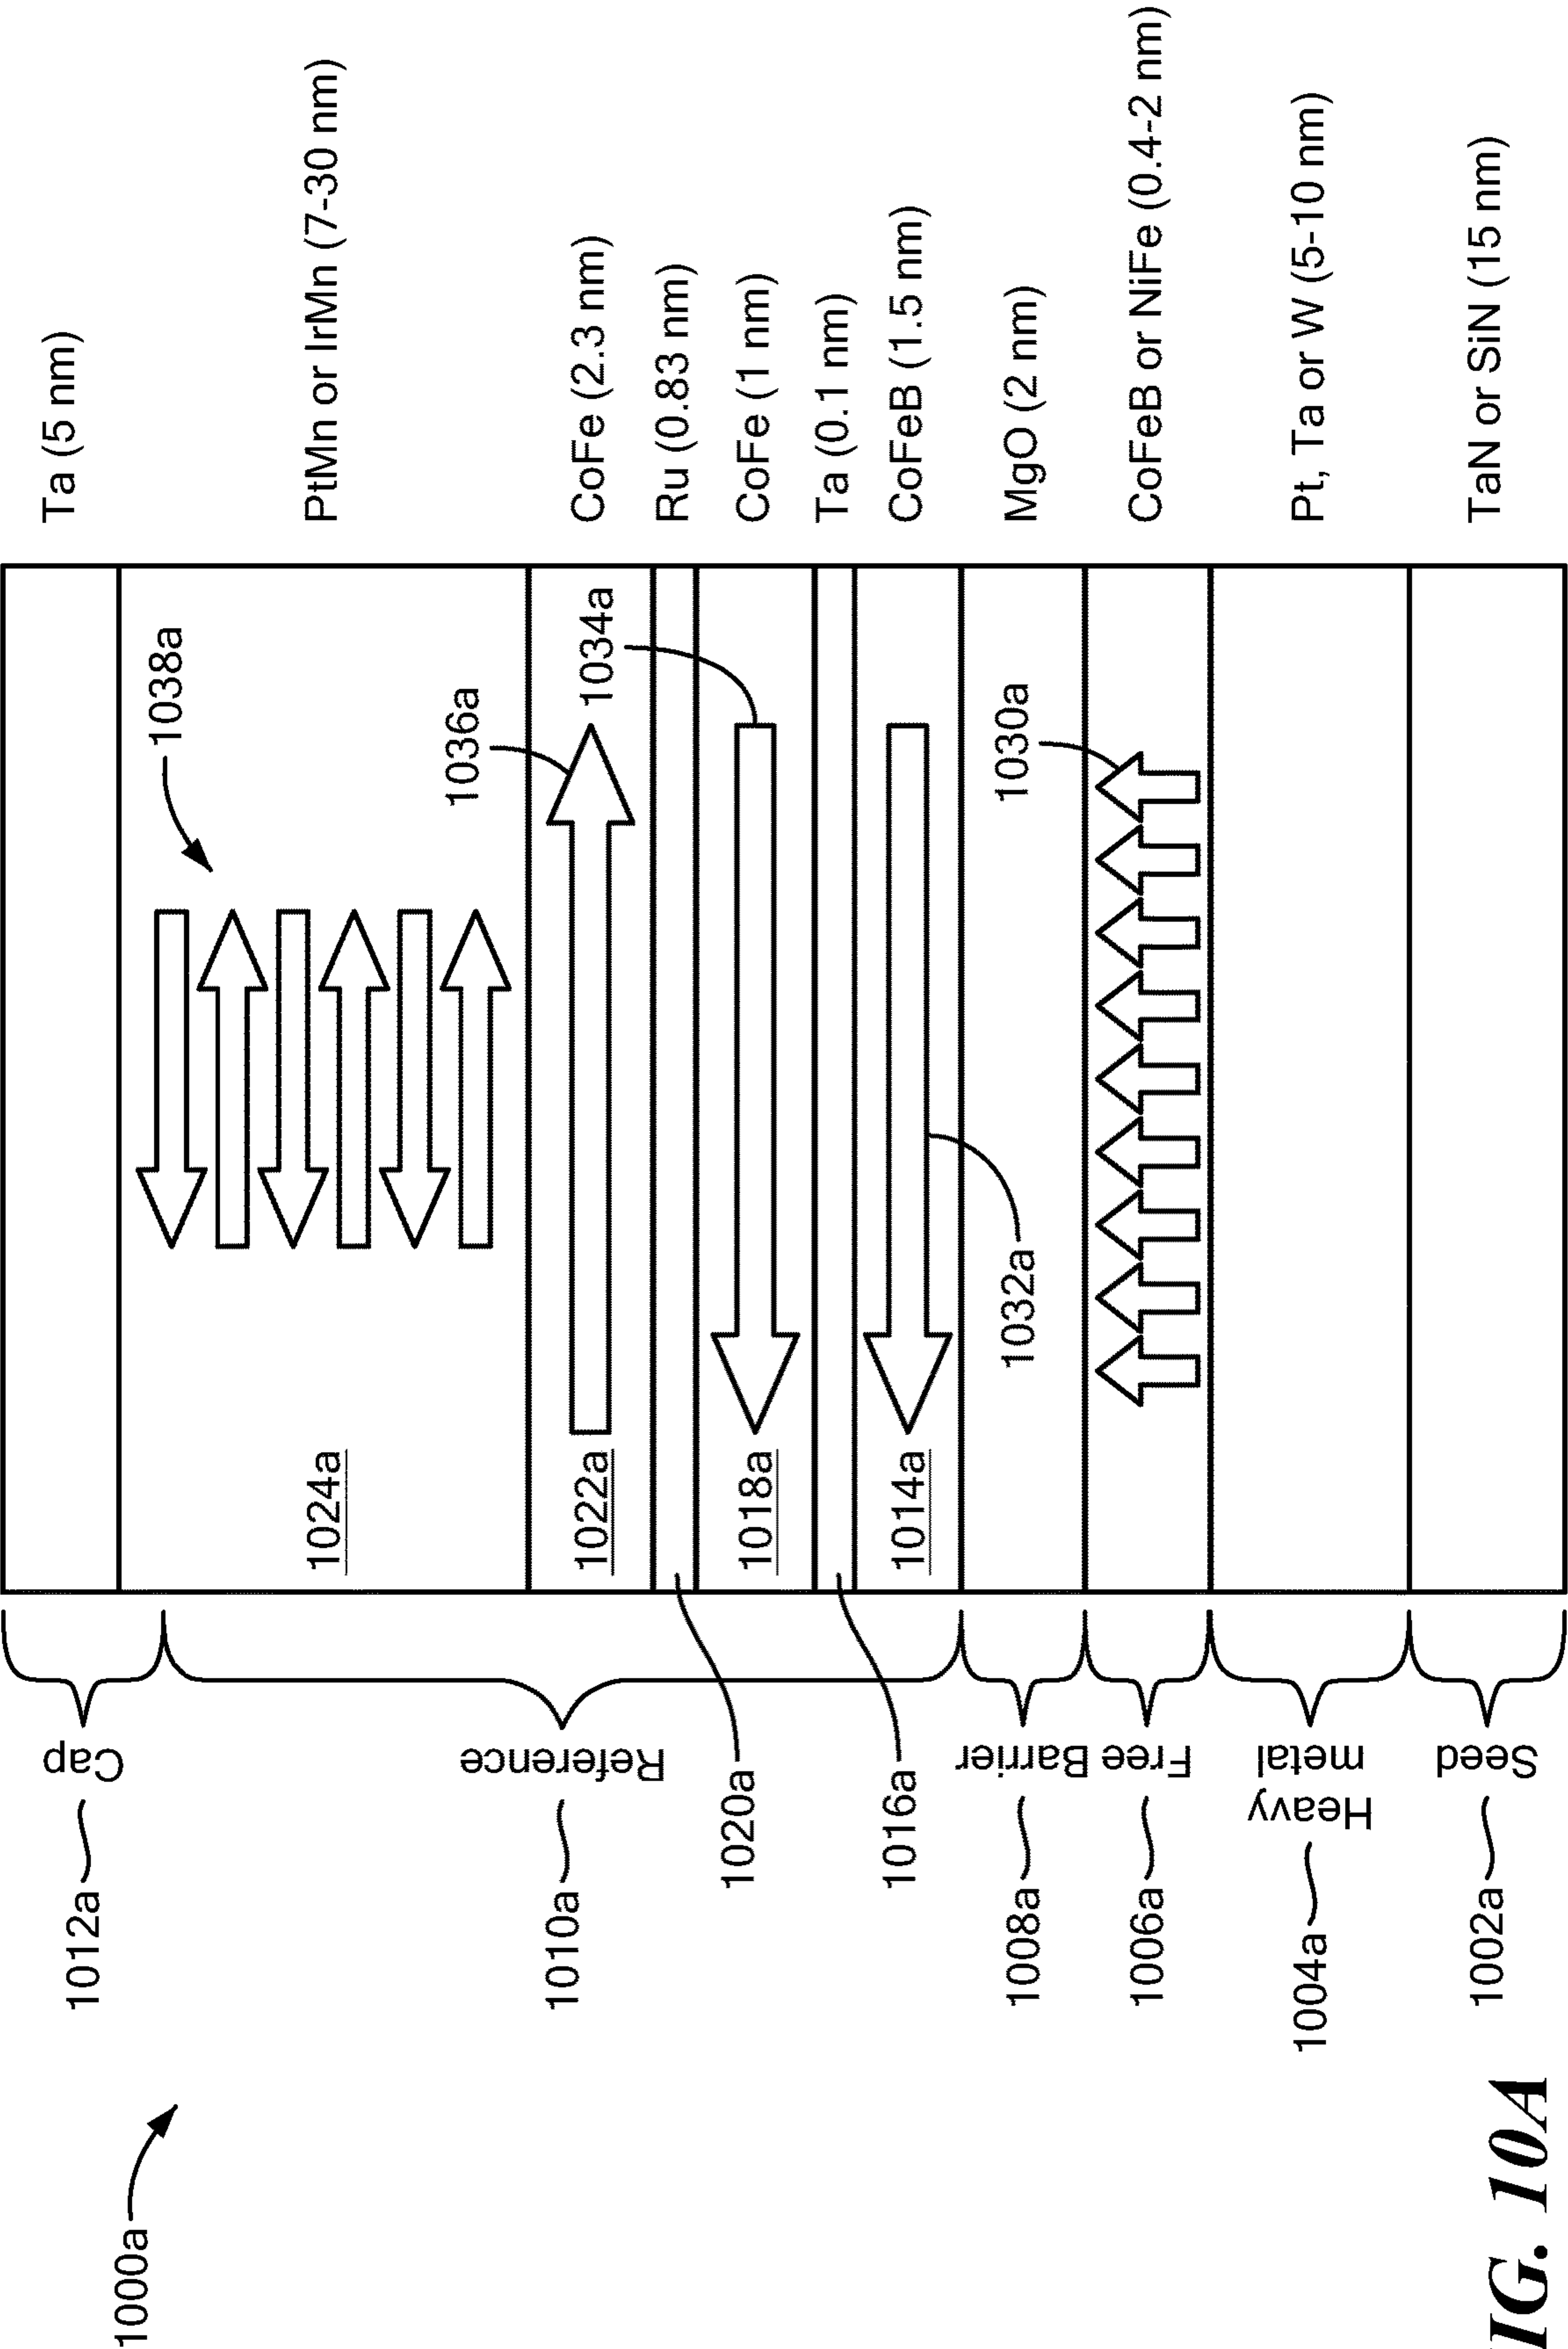 1000a
1012a
Cap
Ta (5 nm)
1038a
1024a
PtMn or IrMn (7-30 nm)
1036a
1010a
Reference
1022a
1034a
CoFe (2.3 nm)
Ru (0.83 nm)
1020a
1018a
CoFe (1 nm)
Ta (0.1 nm)
1016a
1014a
CoFeB (1.5 nm)
1008a
Barrier
1032a
1030a
MgO (2 nm)
1006a
Free
CoFeB or NiFe (0.4-2 nm)
1004a
Heavy
metal
Pt, Ta or W (5-10 nm)
1002a
Seed
TaN or SiN (15 nm)
IG. 10A